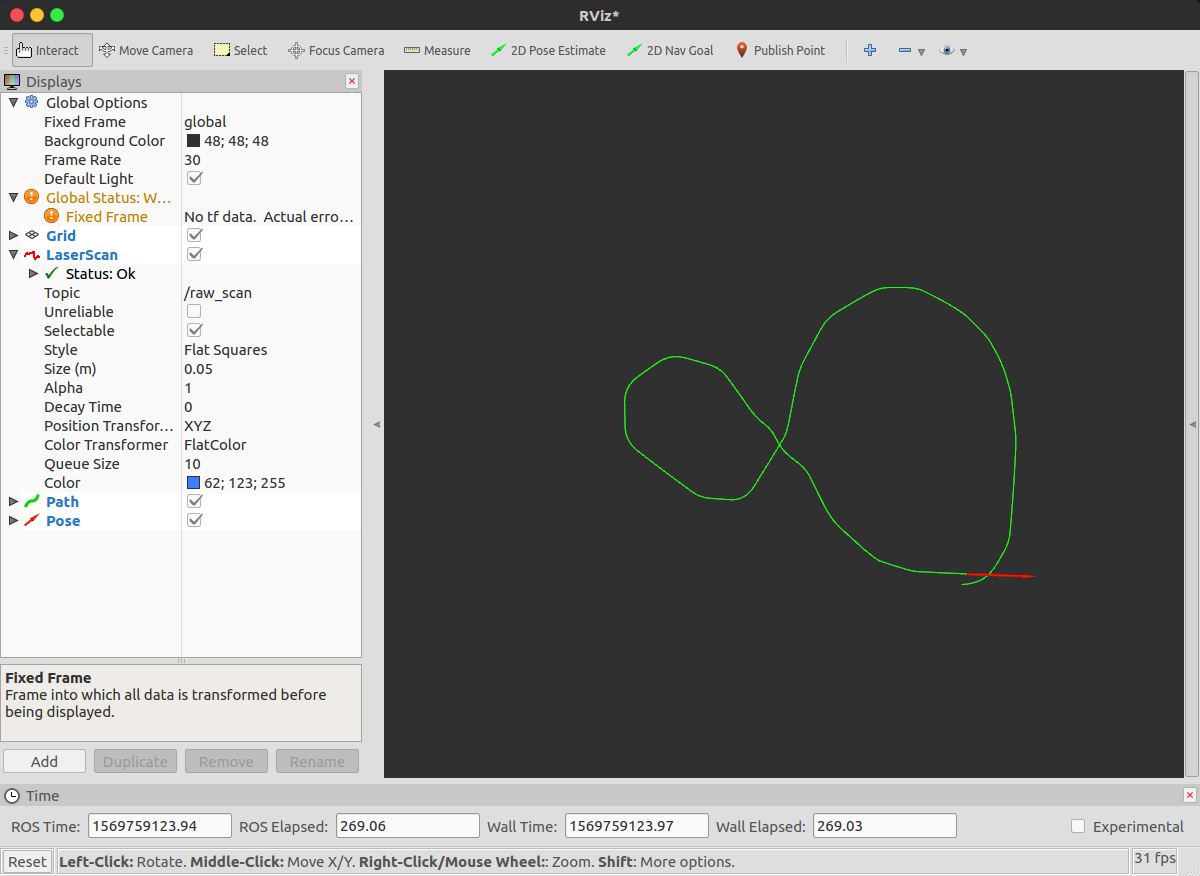 RViz*
Interact Move Camera Select Focus Camera Measure 2D Pose Estimate 2D Nav Goal Publish Point
Displays
Global Options
Fixed Frame global
Background Color 48; 48; 48
Frame Rate 30
Default Light
Global Status: W...
Fixed Frame No tf data.  Actual erro...
Grid
LaserScan
Status: Ok
Topic /raw_scan
Unreliable
Selectable
Style Flat Squares
Size (m) 0.05
Alpha 1
Decay Time 0
Position Transfor... XYZ
Color Transformer FlatColor
Queue Size 10
Color 62; 123; 255
Path
Pose
Fixed Frame
Frame into which all data is transformed before
being displayed.
Add Duplicate Remove Rename
Time
ROS Time: 1569759123.94 ROS Elapsed: 269.06 Wall Time: 1569759123.97 Wall Elapsed: 269.03 Experimental
Reset Left-Click: Rotate. Middle-Click: Move X/Y. Right-Click/Mouse Wheel:: Zoom. Shift: More options. 31 fps